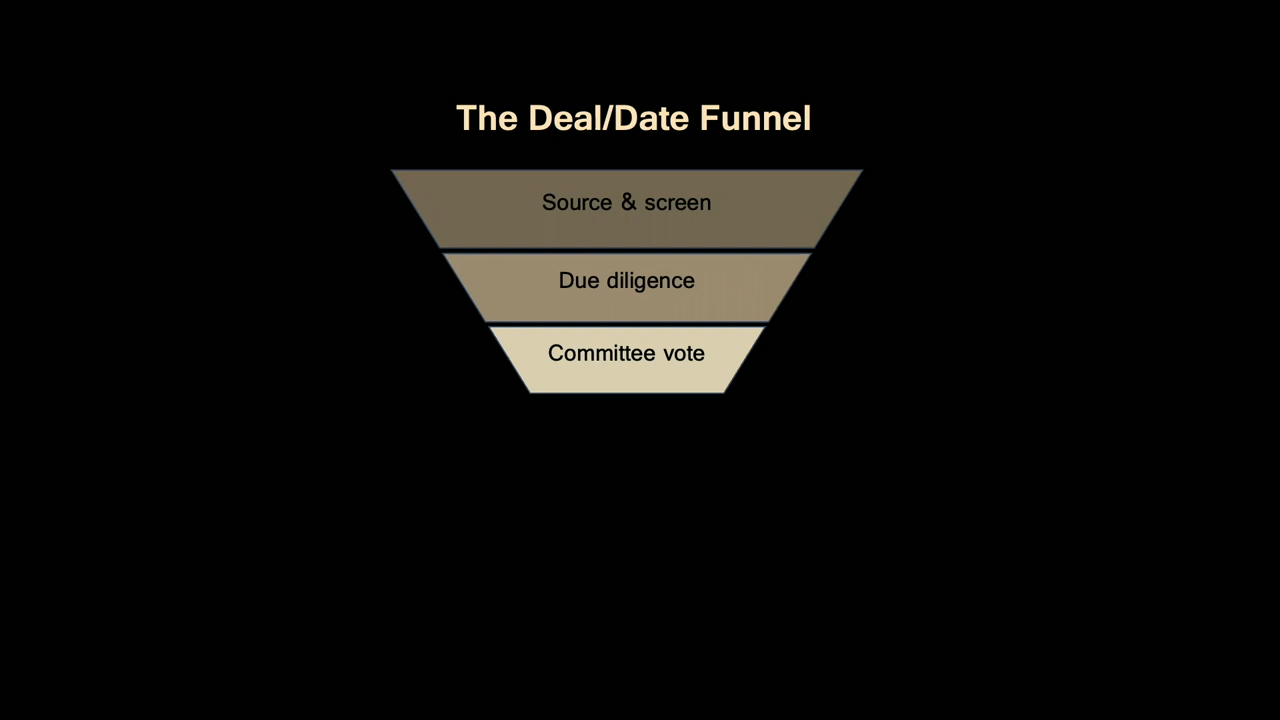 The Deal/Date Funnel
Source & screen
Due diligence
Committee vote